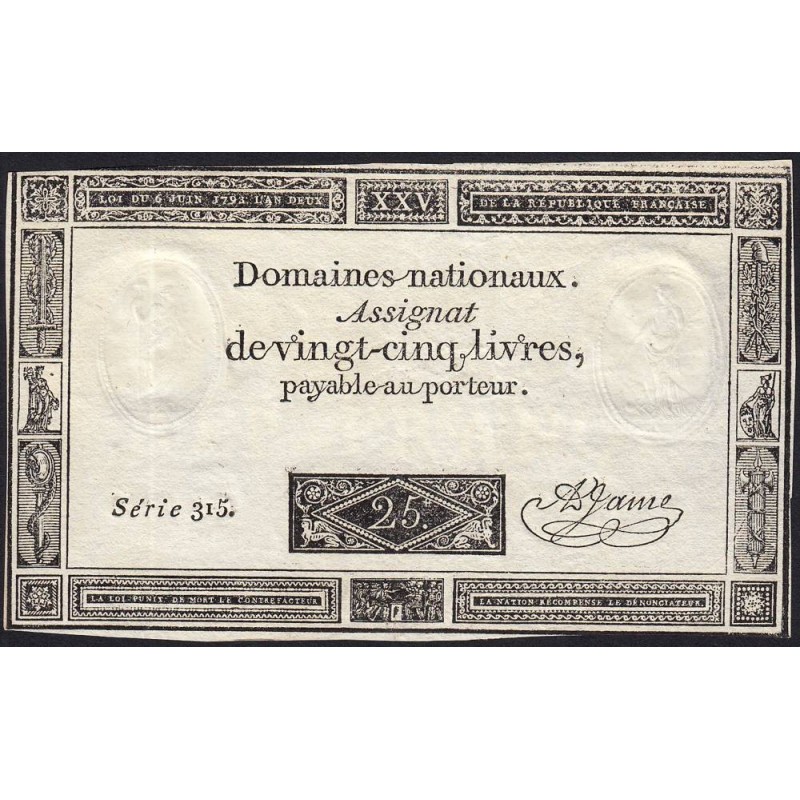 LOI DU 6 JUIN 1793. L'AN DEUX
XXV
DE LA RÉPUBLIQUE FRANÇAISE
Domaines nationaux.
Assignat
de vingt-cinq livres,
payable au porteur.
Série 315.
25.
A Jame
LA LOI PUNIT DE MORT LE CONTREFACTEUR
LA NATION RÉCOMPENSE LE DÉNONCIATEUR.